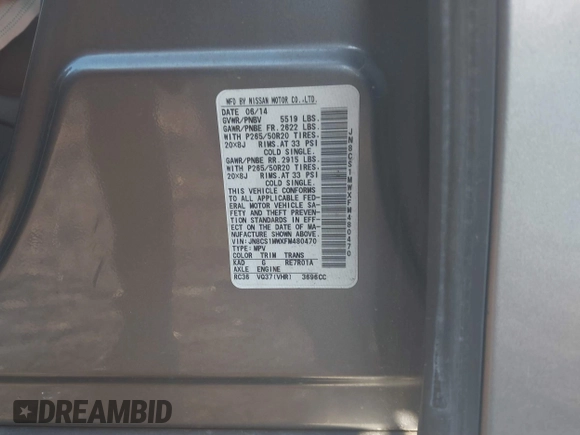 MFD BY NISSAN MOTOR CO.,LTD.
DATE 06/14
GVWR/PNBV 5519 LBS.
GAWR/PNBE FR. 2622 LBS.
WITH P265/50R20 TIRES.
20×8J RIMS. AT 33 PSI
COLD SINGLE.
GAWR/PNBE RR. 2915 LBS.
WITH P265/50R20 TIRES.
20×8J RIMS. AT 33 PSI
COLD SINGLE.
THIS VEHICLE CONFORMS
TO ALL APPLICABLE FED-
ERAL MOTOR VEHICLE SA-
FETY AND THEFT PREVEN-
TION STANDARDS IN EFF-
ECT ON THE DATE OF MA-
NUFACTURE SHOWN ABOVE.
VIN: JN8CS1MWXFM480470
TYPE: MPV
COLOR TRIM TRANS
KAD G RE7R01A
AXLE ENGINE
RC36 VQ37(VHR) 3696CC
JN8CS1MWXFM480470
DREAMBID